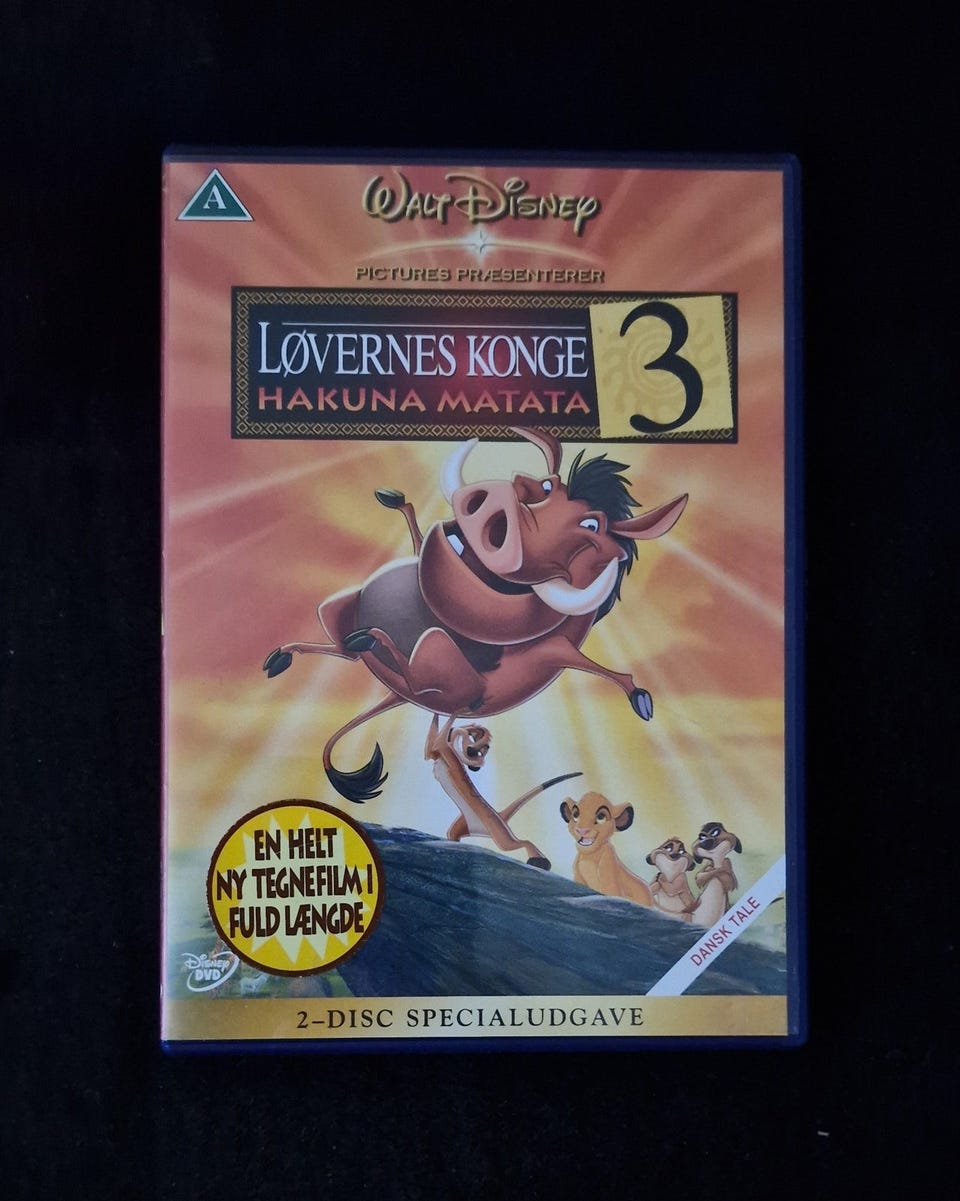 A
WALT DISNEY
PICTURES PRÆSENTERER
LØVERNES KONGE 3
HAKUNA MATATA
EN HELT
NY TEGNEFILM I
FULD LÆNGDE
DISNEY
DVD
DANSK TALE
2-DISC SPECIALUDGAVE